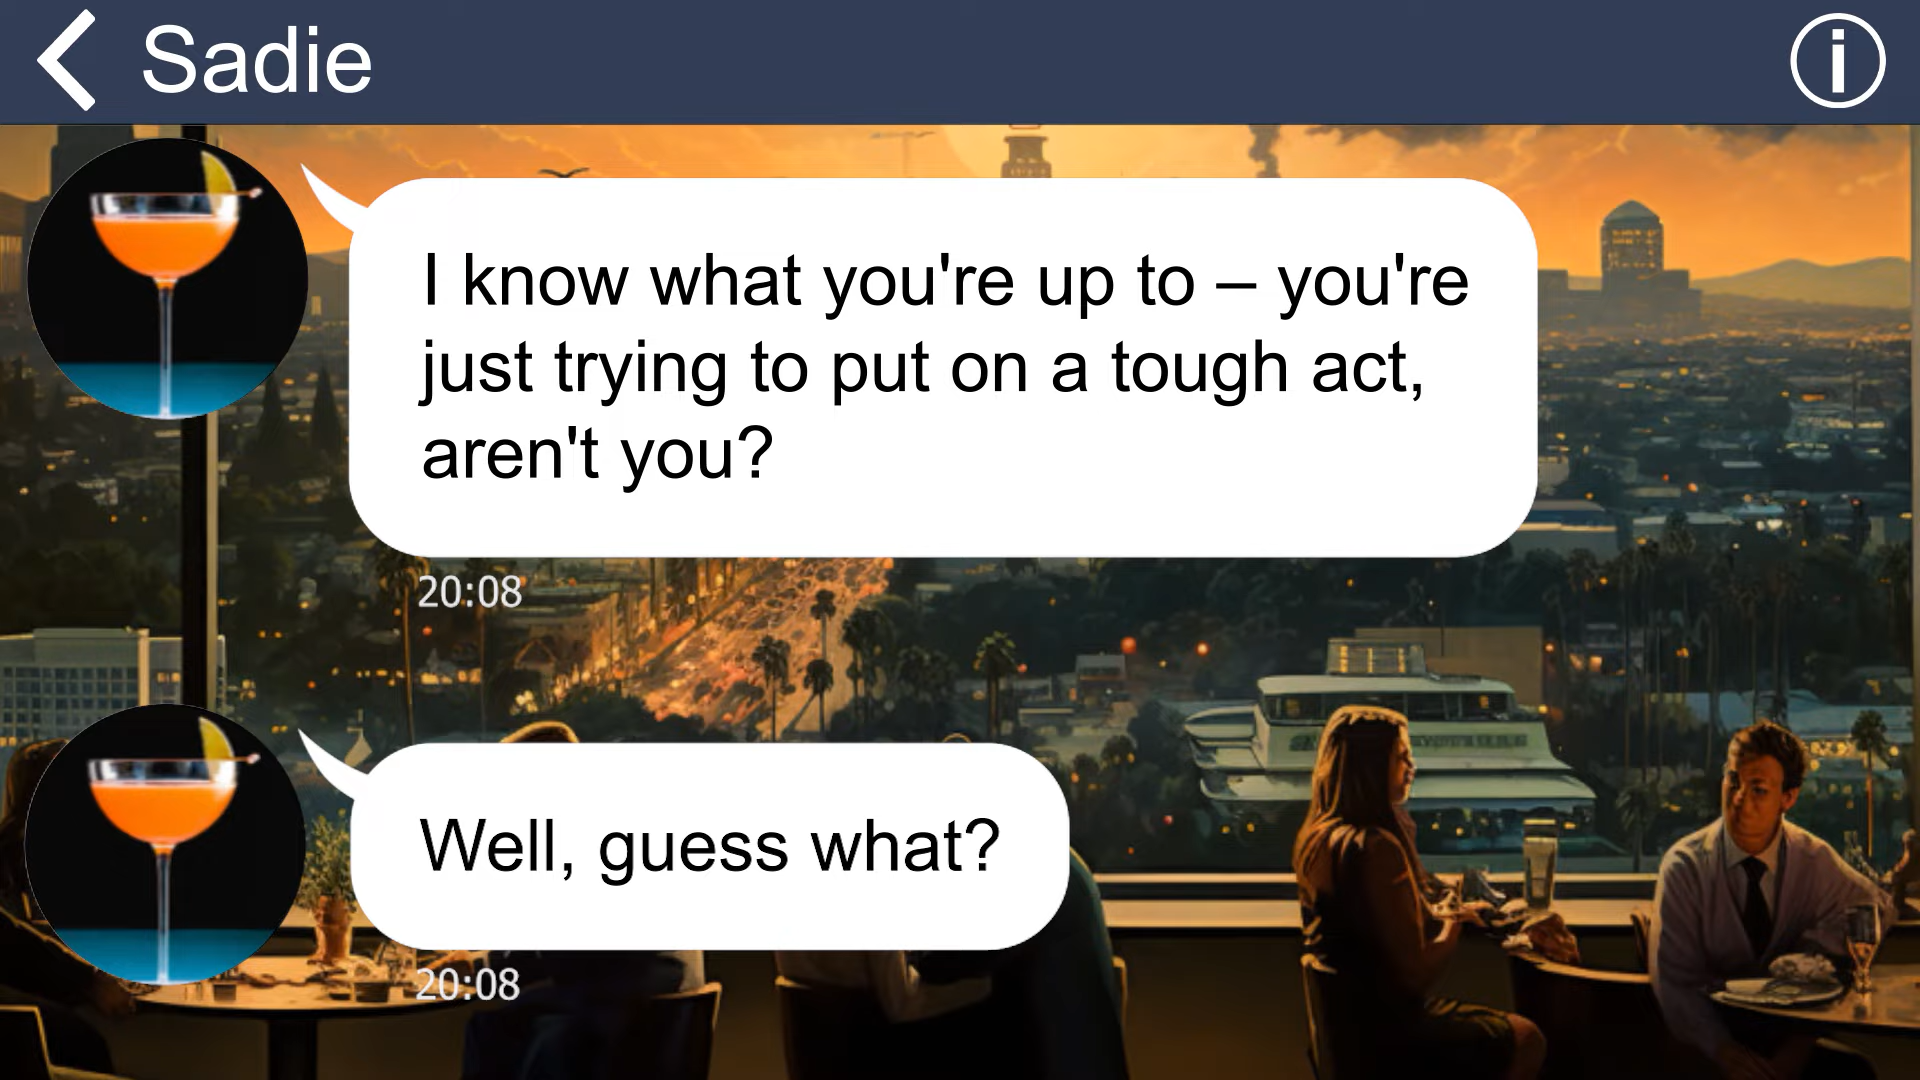 Sadie
I know what you're up to – you're
just trying to put on a tough act,
aren't you?
20:08
Well, guess what?
20:08